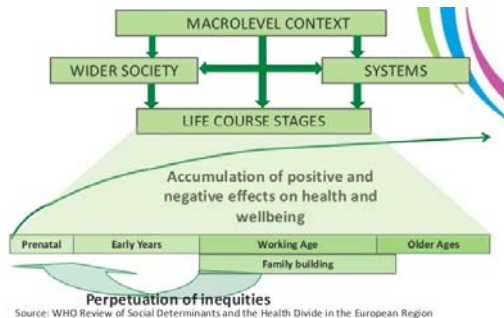 MACROLEVEL CONTEXT
WIDER SOCIETY
SYSTEMS
LIFE COURSE STAGES
Accumulation of positive and
negative effects on health and
wellbeing
Prenatal
Early Years
Working Age
Older Ages
Family building
Perpetuation of inequities
Source: WHO Review of Social Determinants and the Health Divide in the European Region